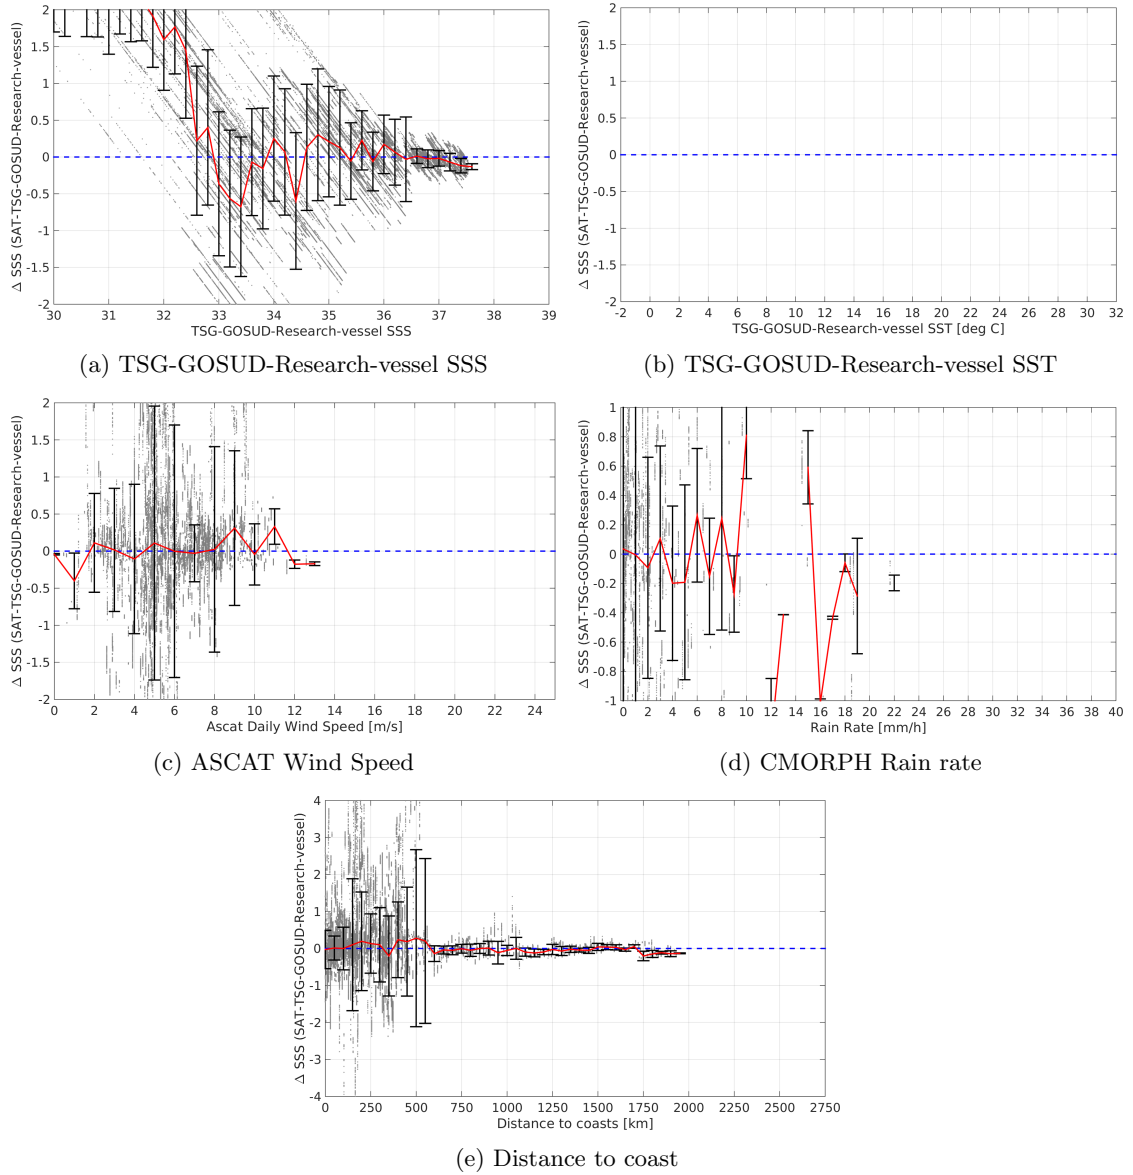 2
1.5
1
0.5
0
-0.5
-1
-1.5
-2
Δ SSS (SAT-TSG-GOSUD-Research-vessel)
30 31 32 33 34 35 36 37 38 39
TSG-GOSUD-Research-vessel SSS
(a) TSG-GOSUD-Research-vessel SSS
2
1.5
1
0.5
0
-0.5
-1
-1.5
-2
Δ SSS (SAT-TSG-GOSUD-Research-vessel)
-2 0 2 4 6 8 10 12 14 16 18 20 22 24 26 28 30 32
TSG-GOSUD-Research-vessel SST [deg C]
(b) TSG-GOSUD-Research-vessel SST
2
1.5
1
0.5
0
-0.5
-1
-1.5
-2
Δ SSS (SAT-TSG-GOSUD-Research-vessel)
0 2 4 6 8 10 12 14 16 18 20 22 24
Ascat Daily Wind Speed [m/s]
(c) ASCAT Wind Speed
1
0.8
0.6
0.4
0.2
0
-0.2
-0.4
-0.6
-0.8
-1
Δ SSS (SAT-TSG-GOSUD-Research-vessel)
0 2 4 6 8 10 12 14 16 18 20 22 24 26 28 30 32 34 36 38 40
Rain Rate [mm/h]
(d) CMORPH Rain rate
4
3
2
1
0
-1
-2
-3
-4
Δ SSS (SAT-TSG-GOSUD-Research-vessel)
0 250 500 750 1000 1250 1500 1750 2000 2250 2500 2750
Distance to coasts [km]
(e) Distance to coast